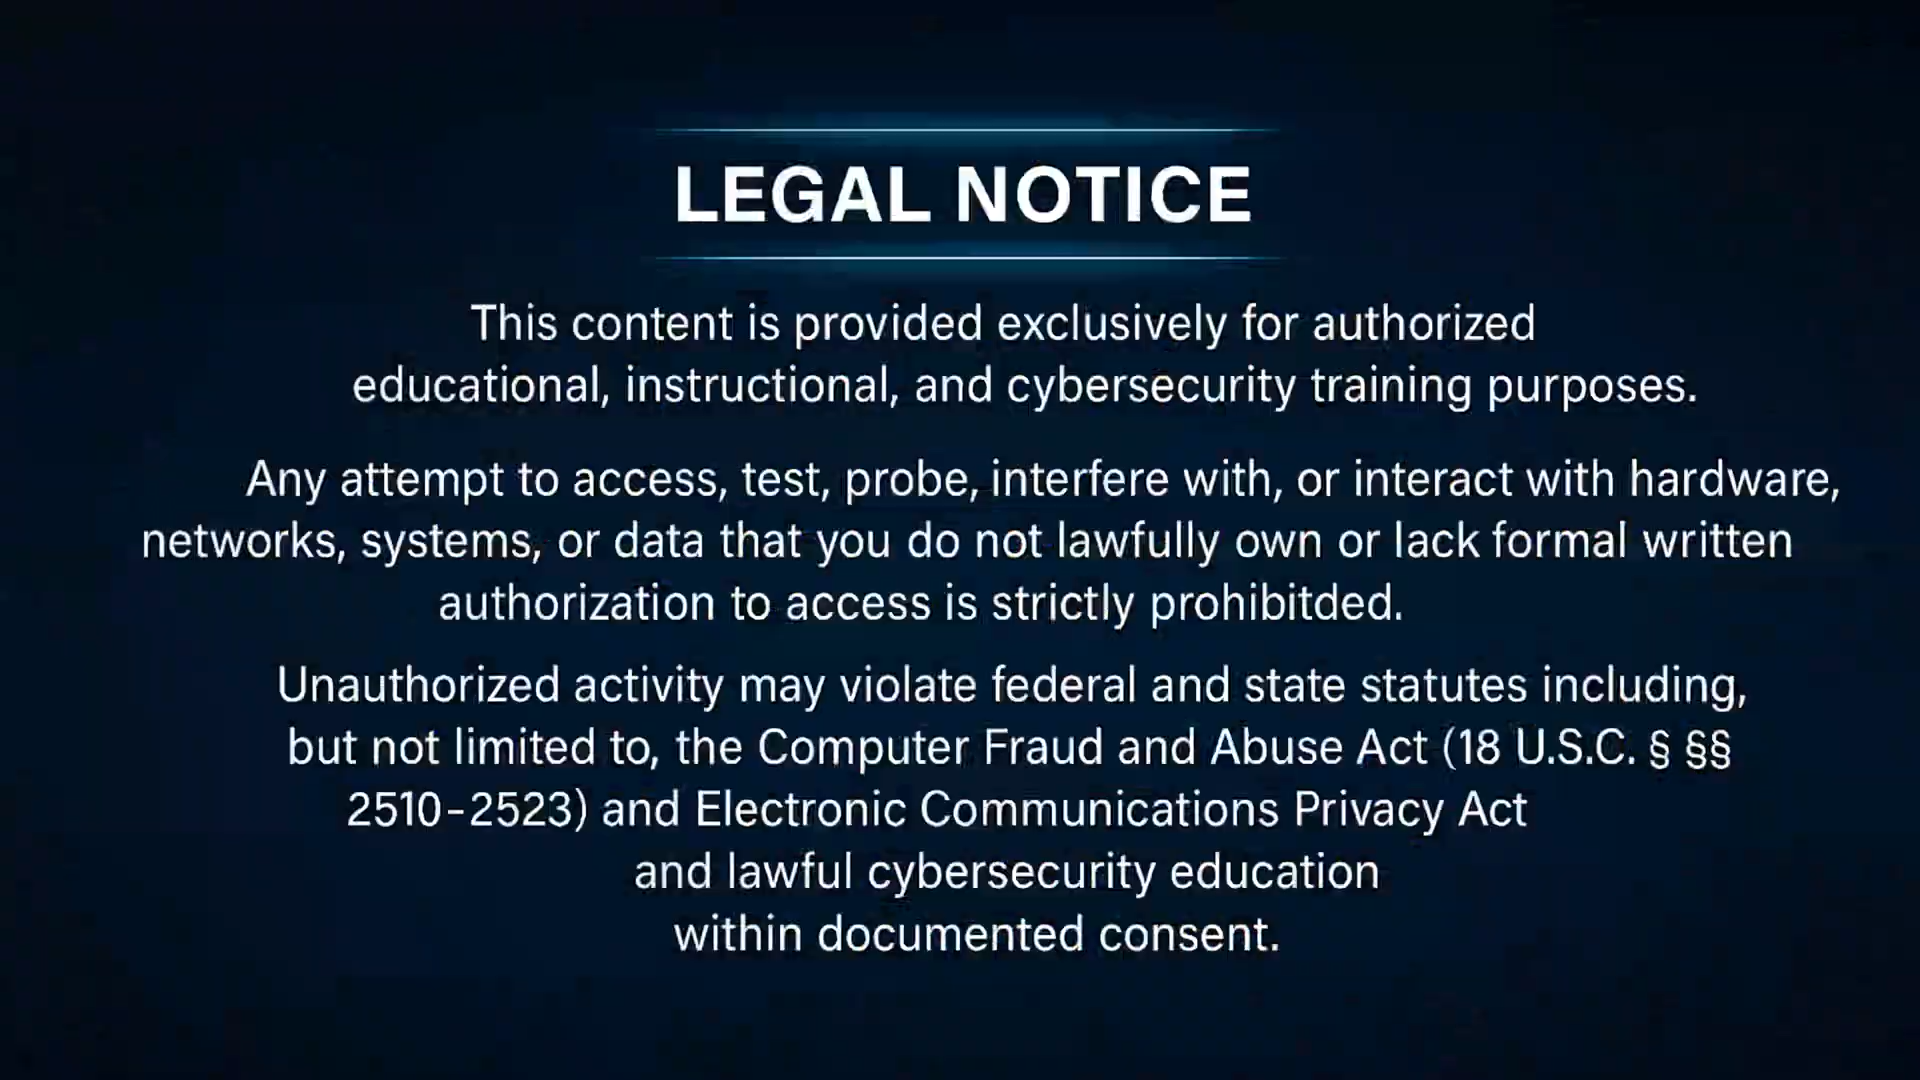 LEGAL NOTICE
This content is provided exclusively for authorized
educational, instructional, and cybersecurity training purposes.
Any attempt to access, test, probe, interfere with, or interact with hardware,
networks, systems, or data that you do not lawfully own or lack formal written
authorization to access is strictly prohibitded.
Unauthorized activity may violate federal and state statutes including,
but not limited to, the Computer Fraud and Abuse Act (18 U.S.C. § §§
2510-2523) and Electronic Communications Privacy Act
and lawful cybersecurity education
within documented consent.